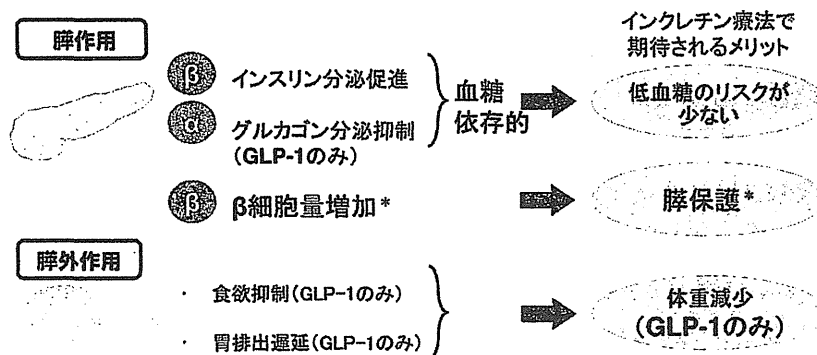 膵作用
インクレチン療法で
期待されるメリット
β インスリン分泌促進
α グルカゴン分泌抑制
(GLP-1のみ)
血糖
依存的
低血糖のリスクが
少ない
β β細胞量増加*
膵保護*
膵外作用
・ 食欲抑制(GLP-1のみ)
・ 胃排出遅延(GLP-1のみ)
体重減少
(GLP-1のみ)